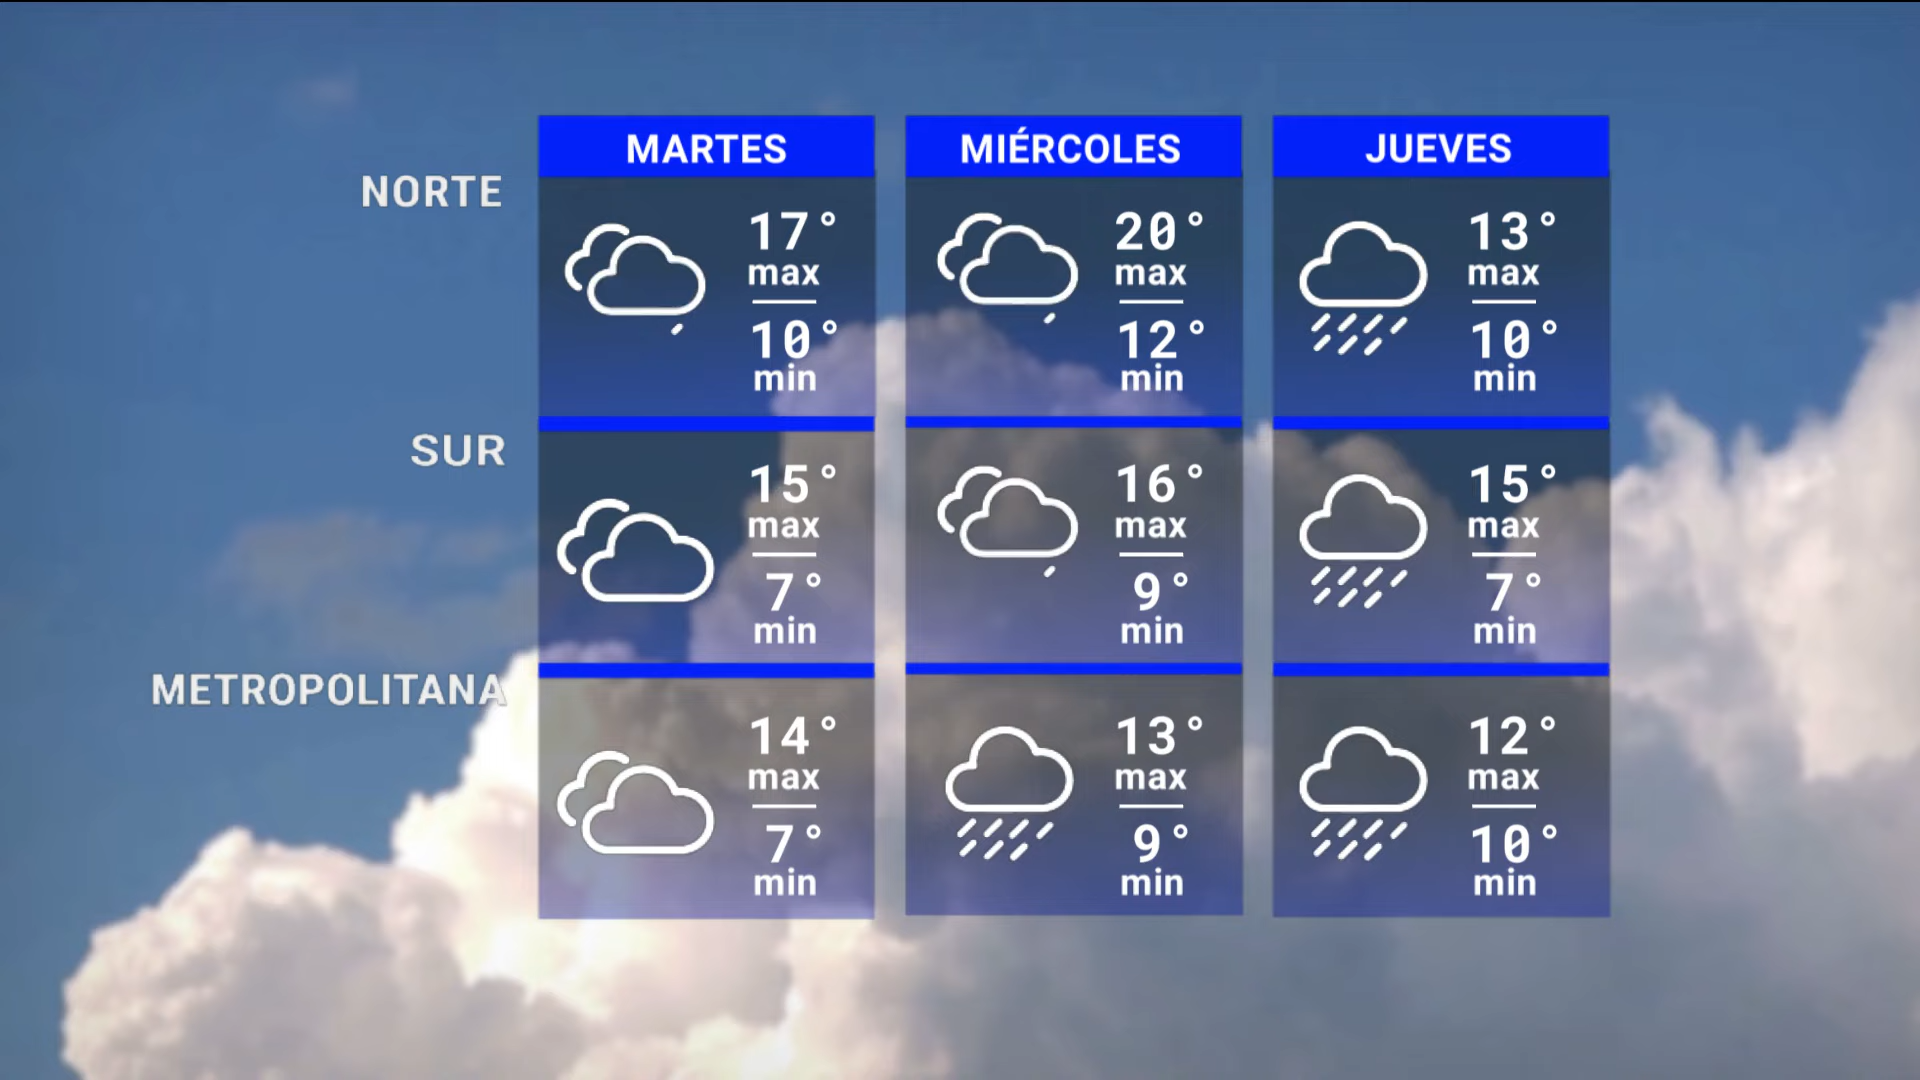 MARTES
MIÉRCOLES
JUEVES
NORTE
17°
max
10°
min
20°
max
12°
min
13°
max
10°
min
SUR
15°
max
7°
min
16°
max
9°
min
15°
max
7°
min
METROPOLITANA
14°
max
7°
min
13°
max
9°
min
12°
max
10°
min